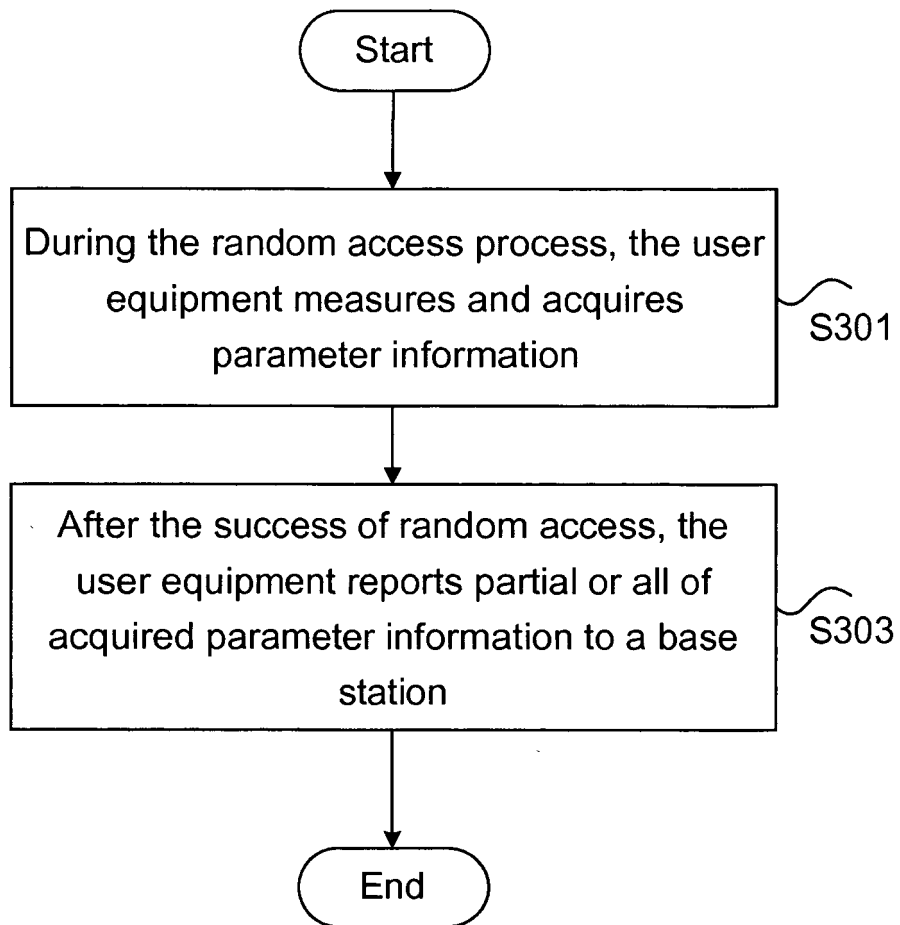 Start
During the random access process, the user
equipment measures and acquires
parameter information
S301
After the success of random access, the
user equipment reports partial or all of
acquired parameter information to a base
station
S303
End